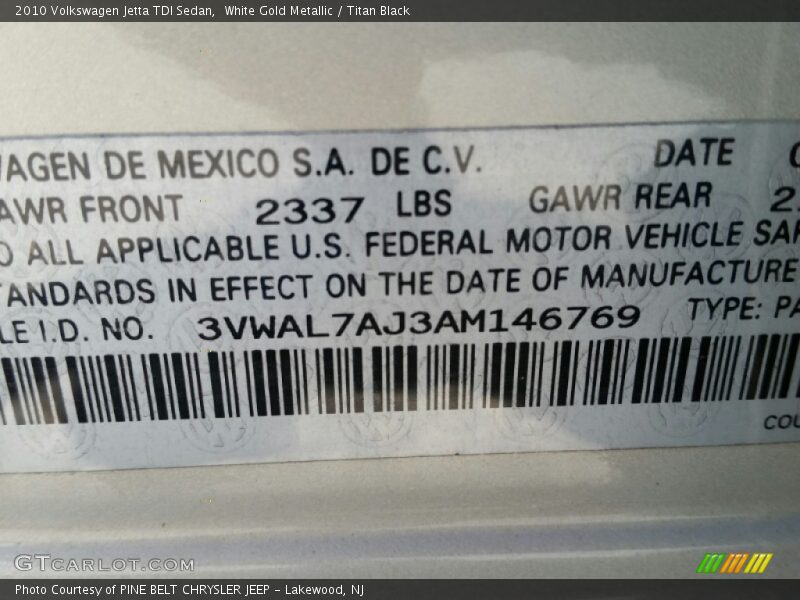 2010 Volkswagen Jetta TDI Sedan, White Gold Metallic / Titan Black
WAGEN DE MEXICO S.A. DE C.V. DATE
AWR FRONT 2337 LBS GAWR REAR
O ALL APPLICABLE U.S. FEDERAL MOTOR VEHICLE SAF
TANDARDS IN EFFECT ON THE DATE OF MANUFACTURE
LE I.D. NO. 3VWAL7AJ3AM146769 TYPE: PA
COU
GTCARLOT.COM
Photo Courtesy of PINE BELT CHRYSLER JEEP - Lakewood, NJ